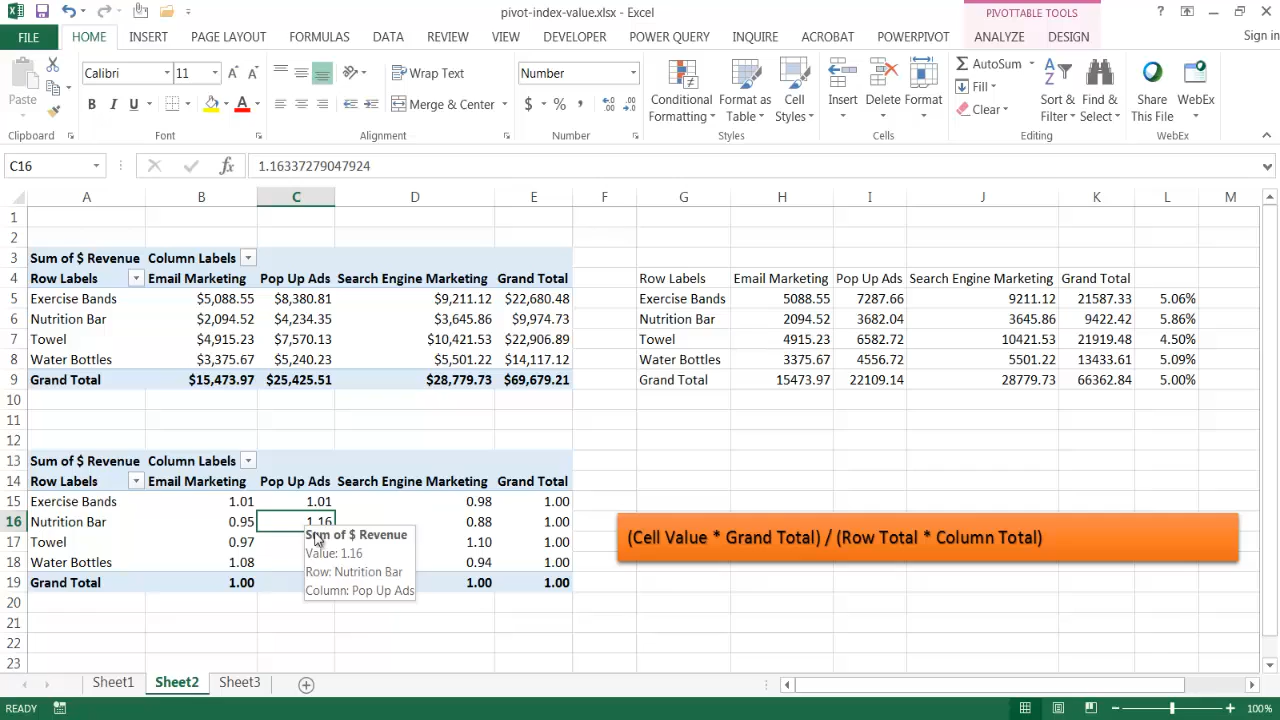 pivot-index-value.xlsx - Excel
PIVOTTABLE TOOLS
?
FILE HOME INSERT PAGE LAYOUT FORMULAS DATA REVIEW VIEW DEVELOPER POWER QUERY INQUIRE ACROBAT POWERPIVOT ANALYZE DESIGN Sign in
Paste
Calibri 11
B I U
Wrap Text
Merge & Center
Number
$ %
Conditional Formatting
Format as Table
Cell Styles
Insert
Delete
Format
AutoSum
Fill
Clear
Sort & Filter
Find & Select
Share This File
WebEx
Clipboard Font Alignment Number Styles Cells Editing WebEx
C16 fx 1.16337279047924
A B C D E F G H I J K L M
1
2
3 Sum of $ Revenue Column Labels
4 Row Labels Email Marketing Pop Up Ads Search Engine Marketing Grand Total Row Labels Email Marketing Pop Up Ads Search Engine Marketing Grand Total
5 Exercise Bands $5,088.55 $8,380.81 $9,211.12 $22,680.48 Exercise Bands 5088.55 7287.66 9211.12 21587.33 5.06%
6 Nutrition Bar $2,094.52 $4,234.35 $3,645.86 $9,974.73 Nutrition Bar 2094.52 3682.04 3645.86 9422.42 5.86%
7 Towel $4,915.23 $7,570.13 $10,421.53 $22,906.89 Towel 4915.23 6582.72 10421.53 21919.48 4.50%
8 Water Bottles $3,375.67 $5,240.23 $5,501.22 $14,117.12 Water Bottles 3375.67 4556.72 5501.22 13433.61 5.09%
9 Grand Total $15,473.97 $25,425.51 $28,779.73 $69,679.21 Grand Total 15473.97 22109.14 28779.73 66362.84 5.00%
10
11
12
13 Sum of $ Revenue Column Labels
14 Row Labels Email Marketing Pop Up Ads Search Engine Marketing Grand Total
15 Exercise Bands 1.01 1.01 0.98 1.00
16 Nutrition Bar 0.95 1.16 0.88 1.00
17 Towel 0.97 1.10 1.00
18 Water Bottles 1.08 0.94 1.00
19 Grand Total 1.00 1.00 1.00
20
21
22
23
Sum of $ Revenue
Value: 1.16
Row: Nutrition Bar
Column: Pop Up Ads
(Cell Value * Grand Total) / (Row Total * Column Total)
Sheet1 Sheet2 Sheet3
READY 100%